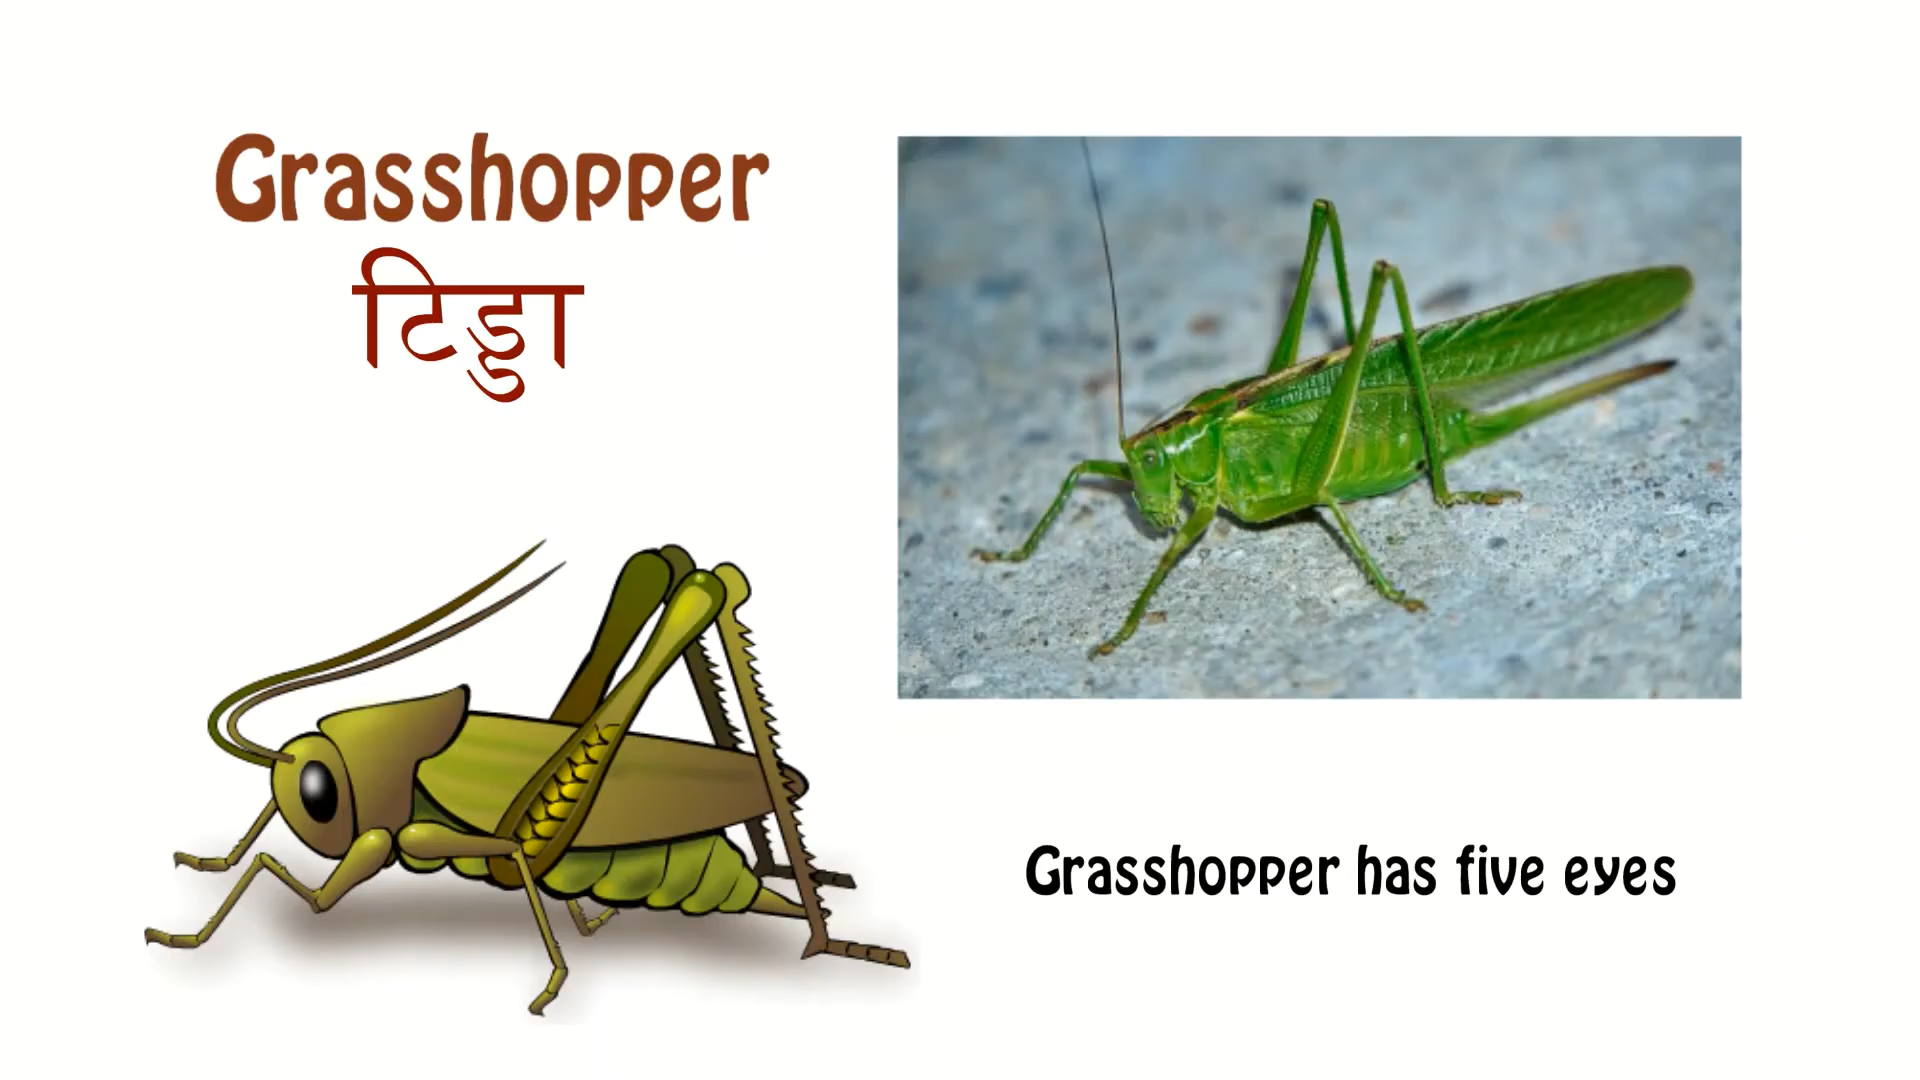 Grasshopper
टिड्डा
Grasshopper has five eyes